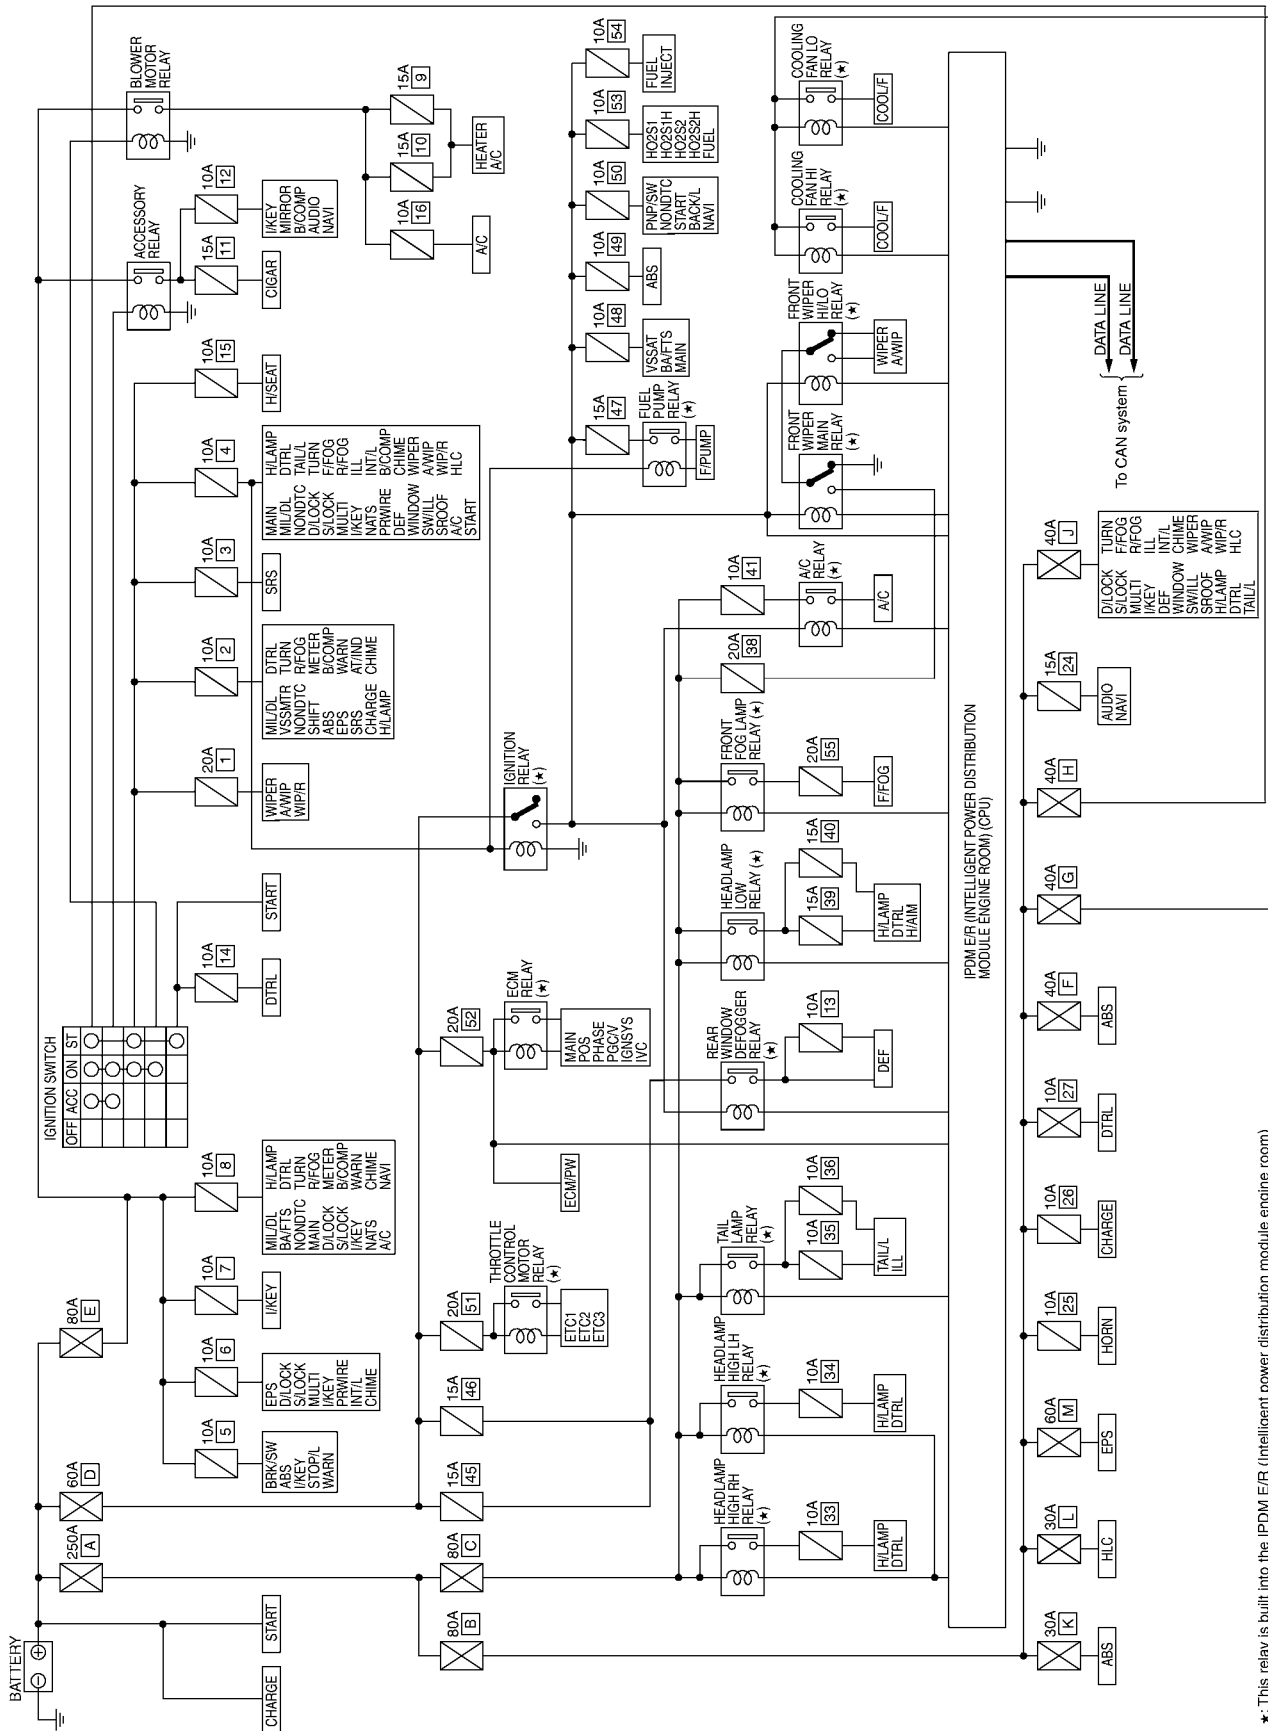 BATTERY
CHARGE
START
250A
A
60A
D
80A
E
10A
5
BRK/SW
ABS
I/KEY
STOP/L
WARN
10A
6
EPS
D/LOCK
S/LOCK
MULTI
I/KEY
PRWIRE
INT/L
CHIME
10A
7
I/KEY
10A
8
MIL/DL
BA/FTS
NONDTC
MAIN
D/LOCK
S/LOCK
I/KEY
NATS
A/C
H/LAMP
DTRL
TURN
R/FOG
METER
B/COMP
WARN
CHIME
NAVI
IGNITION SWITCH
OFF
ACC
ON
ST
10A
14
DTRL
START
20A
1
WIPER
A/WIP
WIP/R
10A
2
MIL/DL
VSSMTR
NONDTC
SHIFT
ABS
EPS
SRS
CHARGE
H/LAMP
DTRL
TURN
R/FOG
METER
B/COMP
WARN
AT/IND
CHIME
10A
3
SRS
10A
4
MAIN
MIL/DL
NONDTC
D/LOCK
S/LOCK
MULTI
I/KEY
NATS
PRWIRE
DEF
WINDOW
SW/ILL
SROOF
A/C
START
H/LAMP
DTRL
TAIL/L
TURN
F/FOG
R/FOG
ILL
INT/L
B/COMP
CHIME
WIPER
A/WIP
WIP/R
HLC
10A
15
H/SEAT
ACCESSORY
RELAY
15A
11
CIGAR
10A
12
I/KEY
MIRROR
B/COMP
AUDIO
NAVI
BLOWER
MOTOR
RELAY
10A
16
A/C
15A
10
15A
9
HEATER
A/C
80A
B
80A
C
15A
45
15A
46
20A
51
THROTTLE
CONTROL
MOTOR
RELAY
(★)
ETC1
ETC2
ETC3
ECM/PW
20A
52
ECM
RELAY
(★)
MAIN
POS
PHASE
PGC/V
IGNSYS
IVC
IGNITION
RELAY
(★)
15A
47
FUEL
PUMP
RELAY
(★)
F/PUMP
10A
48
VSSAT
BA/FTS
MAIN
10A
49
ABS
10A
50
PNP/SW
NONDTC
START
BACK/L
NAVI
10A
53
HO2S1
HO2S1H
HO2S2
HO2S2H
FUEL
10A
54
FUEL
INJECT
HEADLAMP
HIGH RH
RELAY
(★)
10A
33
H/LAMP
DTRL
HEADLAMP
HIGH LH
RELAY
(★)
10A
34
H/LAMP
DTRL
TAIL
LAMP
RELAY
(★)
10A
35
10A
36
TAIL/L
ILL
REAR
WINDOW
DEFOGGER
RELAY
(★)
10A
13
DEF
HEADLAMP
LOW
RELAY (★)
15A
39
15A
40
H/LAMP
DTRL
H/AIM
FRONT
FOG LAMP
RELAY (★)
20A
55
F/FOG
20A
38
10A
41
A/C
RELAY
(★)
A/C
FRONT
WIPER
MAIN
RELAY
(★)
FRONT
WIPER
HI/LO
RELAY
(★)
WIPER
A/WIP
COOLING
FAN HI
RELAY
(★)
COOL/F
COOLING
FAN LO
RELAY
(★)
COOL/F
IPDM E/R (INTELLIGENT POWER DISTRIBUTION
MODULE ENGINE ROOM) (CPU)
DATA LINE
DATA LINE
To CAN system
30A
K
ABS
30A
L
HLC
60A
M
EPS
10A
25
HORN
10A
26
CHARGE
10A
27
DTRL
40A
F
ABS
40A
G
40A
H
15A
24
AUDIO
NAVI
40A
J
D/LOCK
S/LOCK
MULTI
I/KEY
DEF
WINDOW
SW/ILL
SROOF
H/LAMP
DTRL
TAIL/L
TURN
F/FOG
R/FOG
ILL
INT/L
CHIME
WIPER
A/WIP
WIP/R
HLC
★: This relay is built into the IPDM E/R (Intelligent power distribution module engine room)